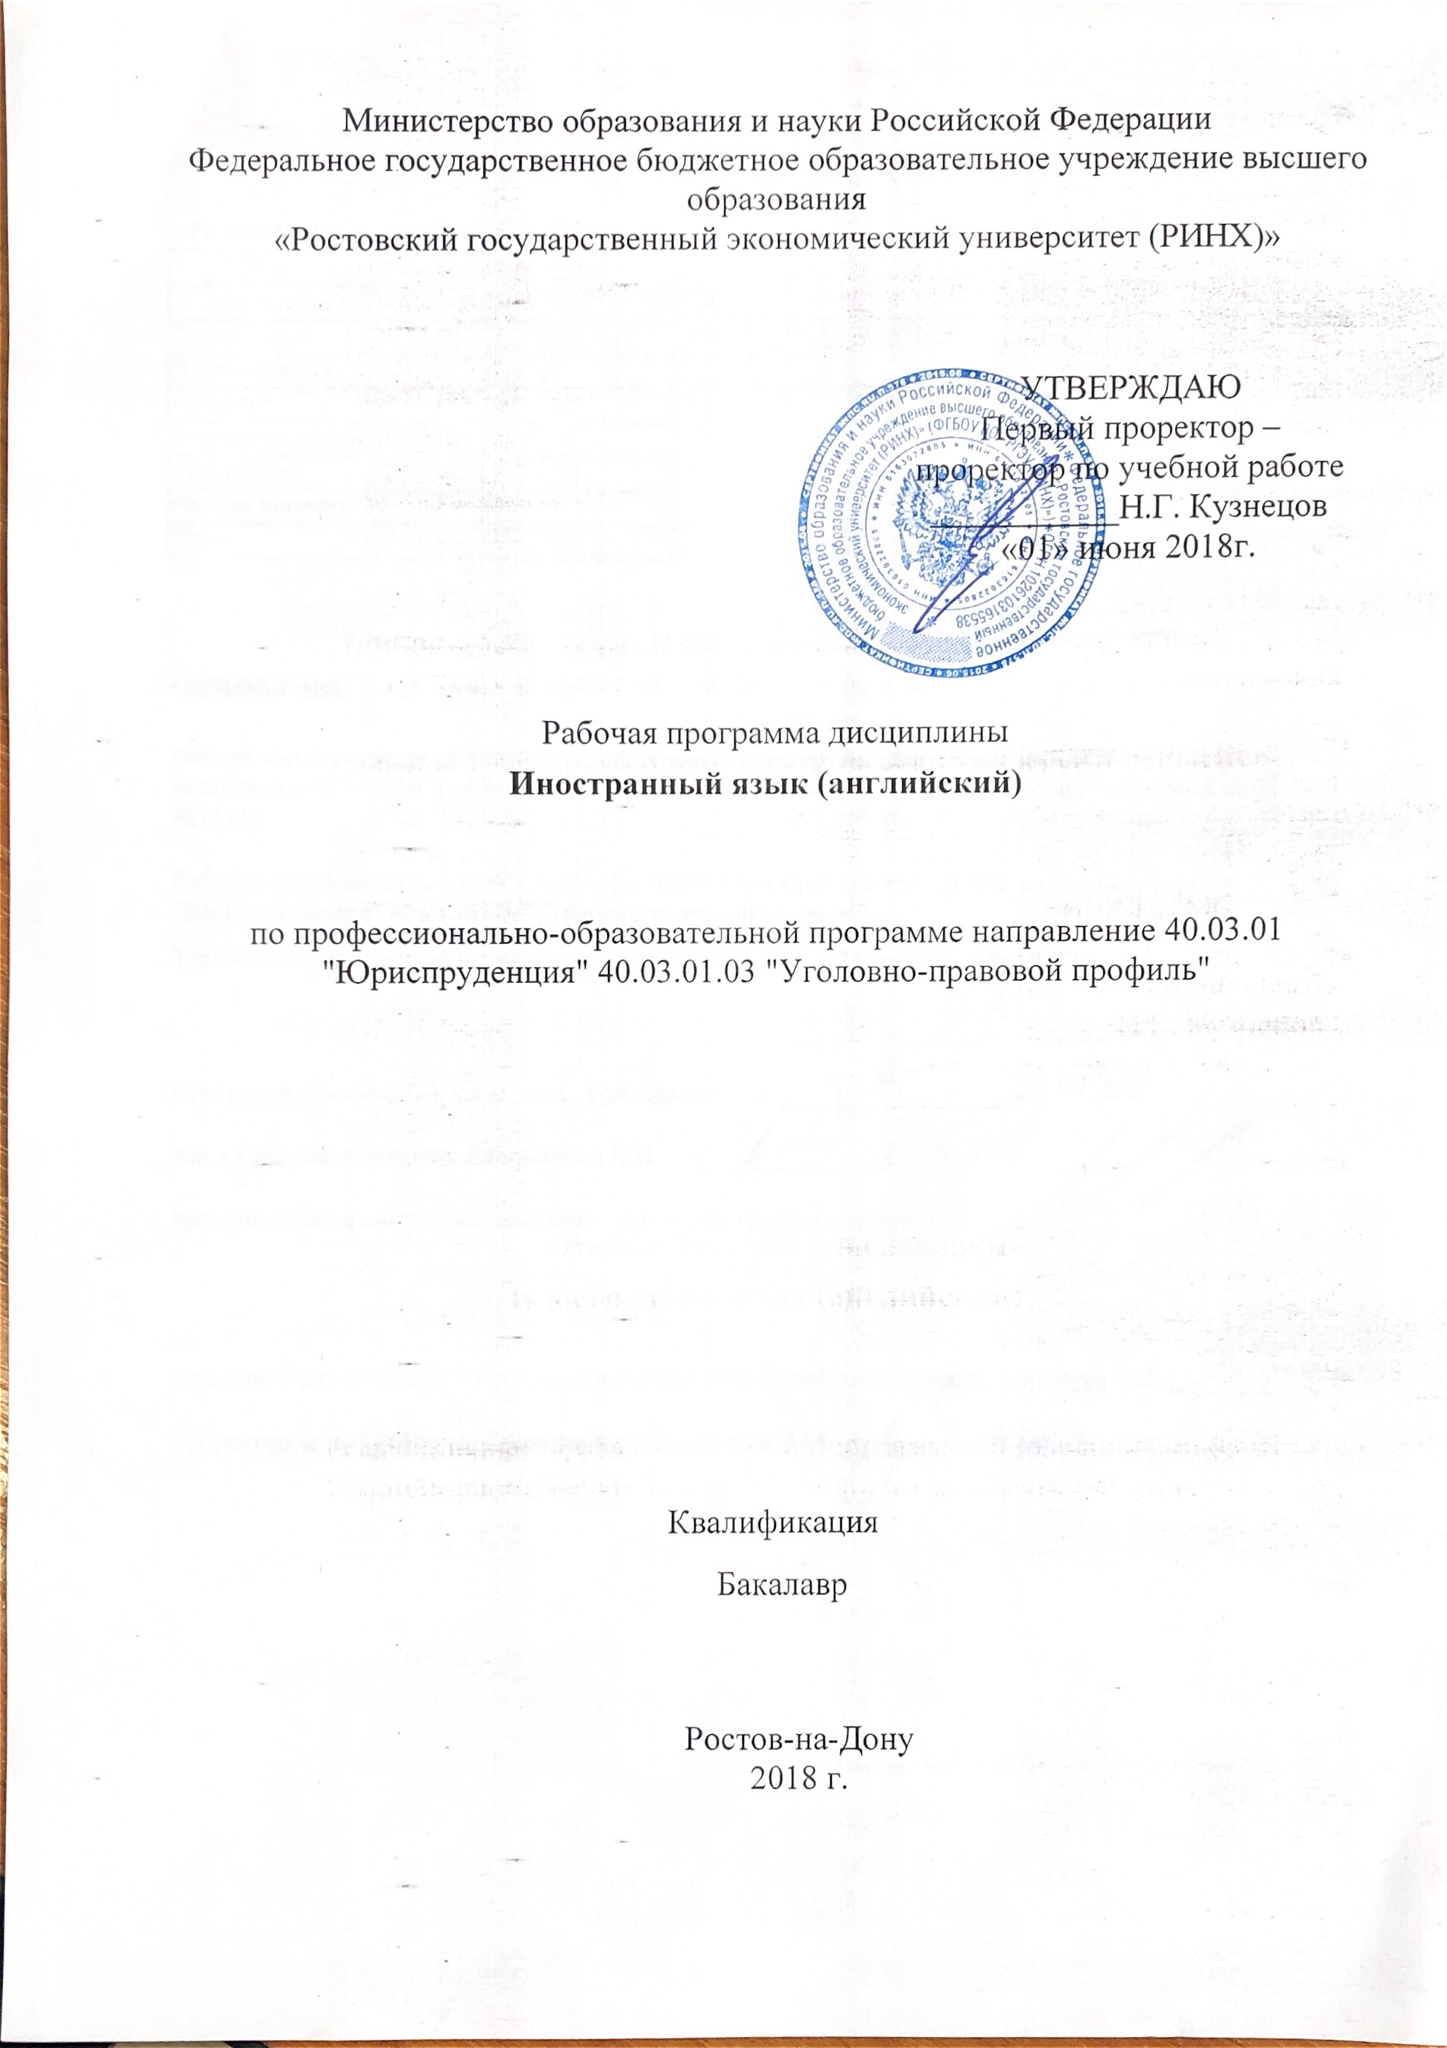 Министерство образования и науки Российской Федерации
Федеральное государственное бюджетное образовательное учреждение высшего
образования
«Ростовский государственный экономический университет (РИНХ)»
УТВЕРЖДАЮ
Первый проректор –
проректор по учебной работе
Н.Г. Кузнецов
«01» июня 2018г.
Рабочая программа дисциплины
Иностранный язык (английский)
по профессионально-образовательной программе направление 40.03.01
"Юриспруденция" 40.03.01.03 "Уголовно-правовой профиль"
Квалификация
Бакалавр
Ростов-на-Дону
2018 г.